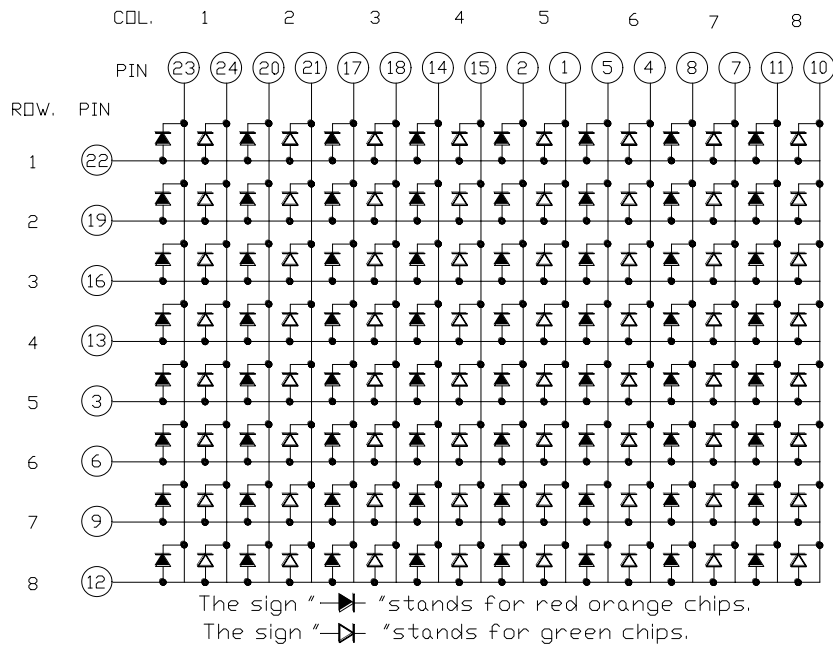 COL. 1 2 3 4 5 6 7 8
PIN 23 24 20 21 17 18 14 15 2 1 5 4 8 7 11 10
ROW. PIN
1 22
2 19
3 16
4 13
5 3
6 6
7 9
8 12
The sign " "stands for red orange chips.
The sign " "stands for green chips.